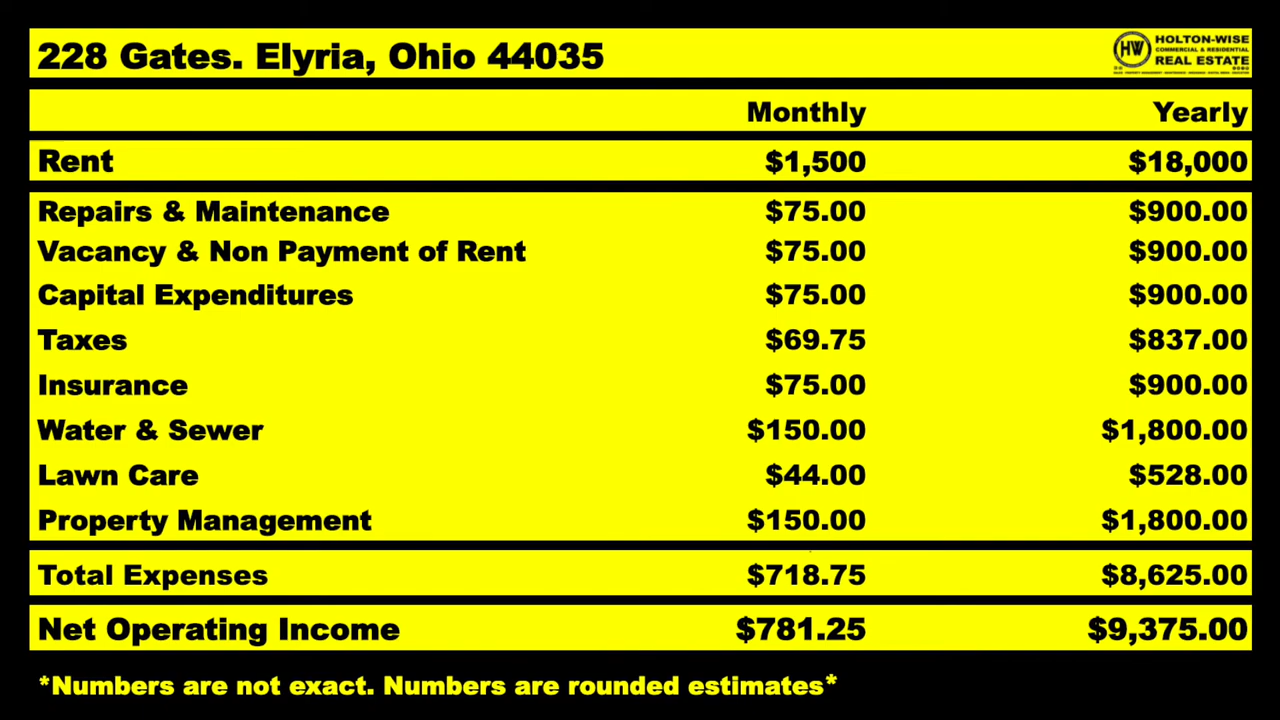 228 Gates. Elyria, Ohio 44035
HOLTON-WISE
COMMERCIAL & RESIDENTIAL
REAL ESTATE
HW
Monthly Yearly
Rent $1,500 $18,000
Repairs & Maintenance $75.00 $900.00
Vacancy & Non Payment of Rent $75.00 $900.00
Capital Expenditures $75.00 $900.00
Taxes $69.75 $837.00
Insurance $75.00 $900.00
Water & Sewer $150.00 $1,800.00
Lawn Care $44.00 $528.00
Property Management $150.00 $1,800.00
Total Expenses $718.75 $8,625.00
Net Operating Income $781.25 $9,375.00
*Numbers are not exact. Numbers are rounded estimates*